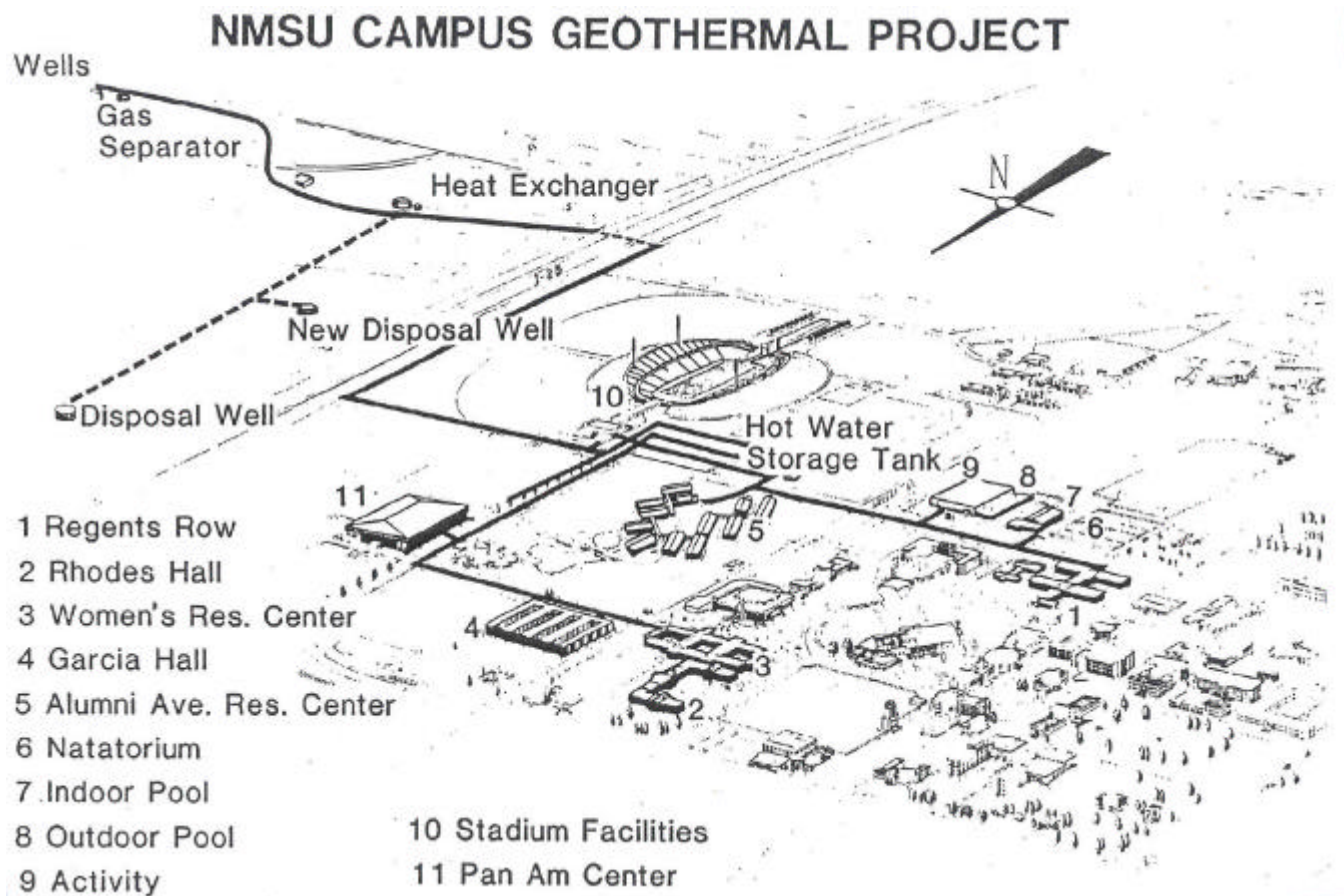 NMSU CAMPUS GEOTHERMAL PROJECT
Wells
Gas
Separator
Heat Exchanger
N
I-25
New Disposal Well
Disposal Well
10
Hot Water
Storage Tank
9
8
7
6
11
5
1
4
3
2
1 Regents Row
2 Rhodes Hall
3 Women's Res. Center
4 Garcia Hall
5 Alumni Ave. Res. Center
6 Natatorium
7 Indoor Pool
8 Outdoor Pool
9 Activity
10 Stadium Facilities
11 Pan Am Center